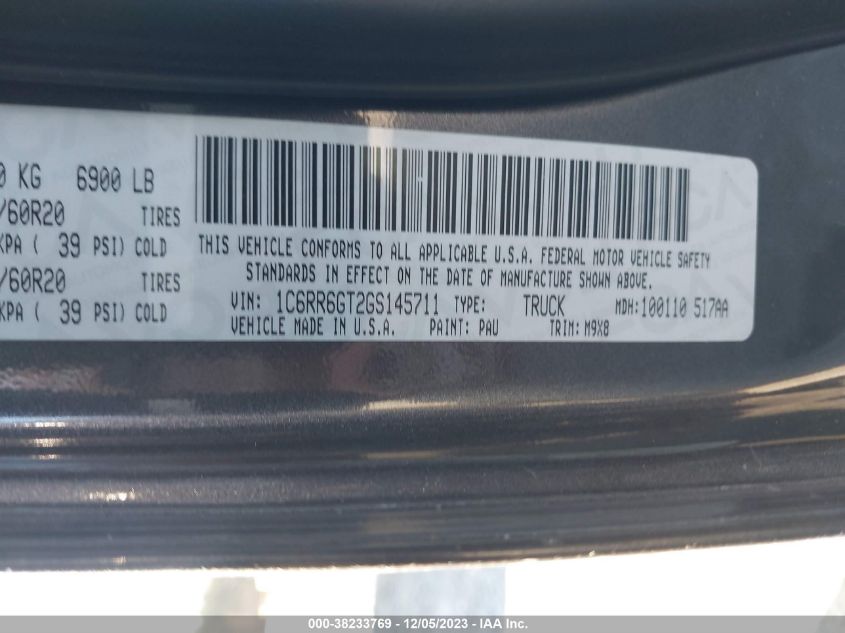 0 KG 6900 LB
/60R20 TIRES
KPA ( 39 PSI) COLD
/60R20 TIRES
KPA ( 39 PSI) COLD
THIS VEHICLE CONFORMS TO ALL APPLICABLE U.S.A. FEDERAL MOTOR VEHICLE SAFETY
STANDARDS IN EFFECT ON THE DATE OF MANUFACTURE SHOWN ABOVE.
VIN: 1C6RR6GT2GS145711 TYPE: TRUCK MDH:100110 517AA
VEHICLE MADE IN U.S.A. PAINT: PAU TRIM: M9X8
000-38233769 - 12/05/2023 - IAA Inc.